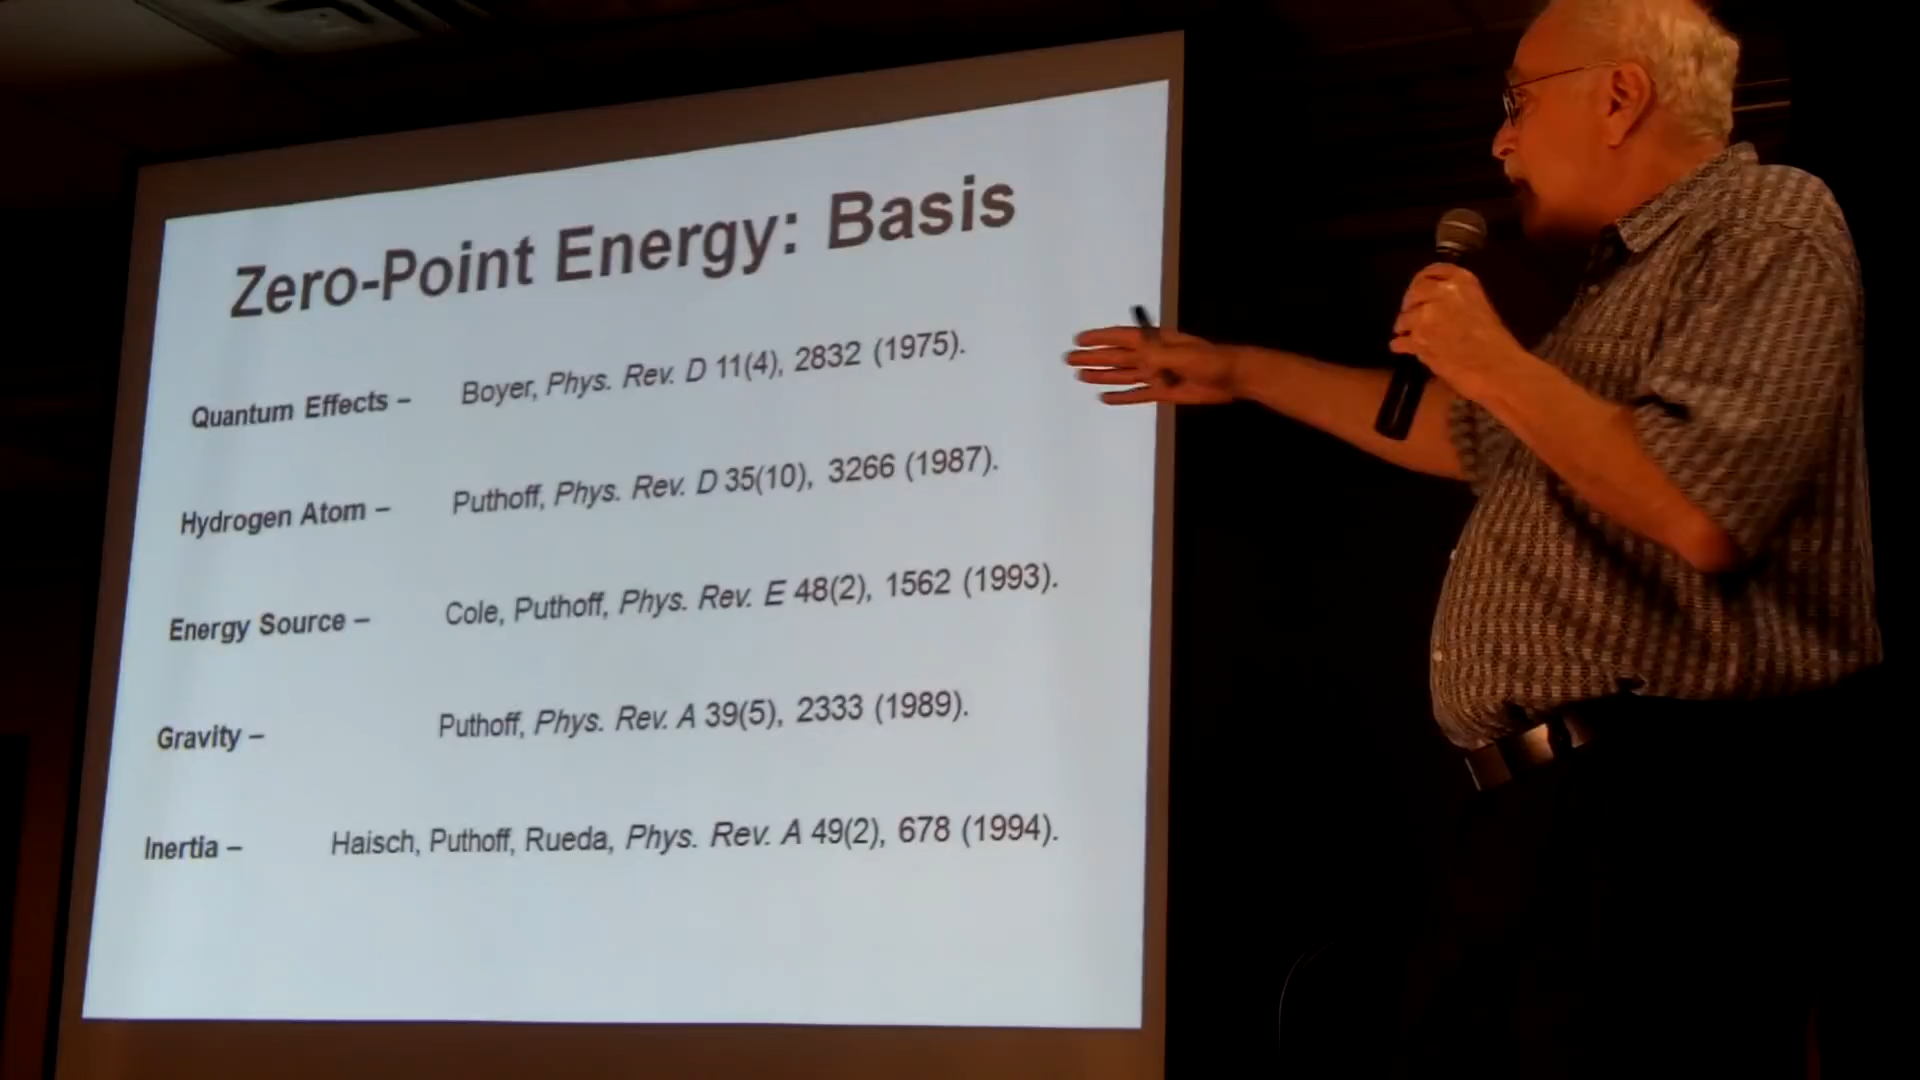 Zero-Point Energy: Basis
Quantum Effects – Boyer, Phys. Rev. D 11(4), 2832 (1975).
Hydrogen Atom – Puthoff, Phys. Rev. D 35(10), 3266 (1987).
Energy Source – Cole, Puthoff, Phys. Rev. E 48(2), 1562 (1993).
Gravity – Puthoff, Phys. Rev. A 39(5), 2333 (1989).
Inertia – Haisch, Puthoff, Rueda, Phys. Rev. A 49(2), 678 (1994).